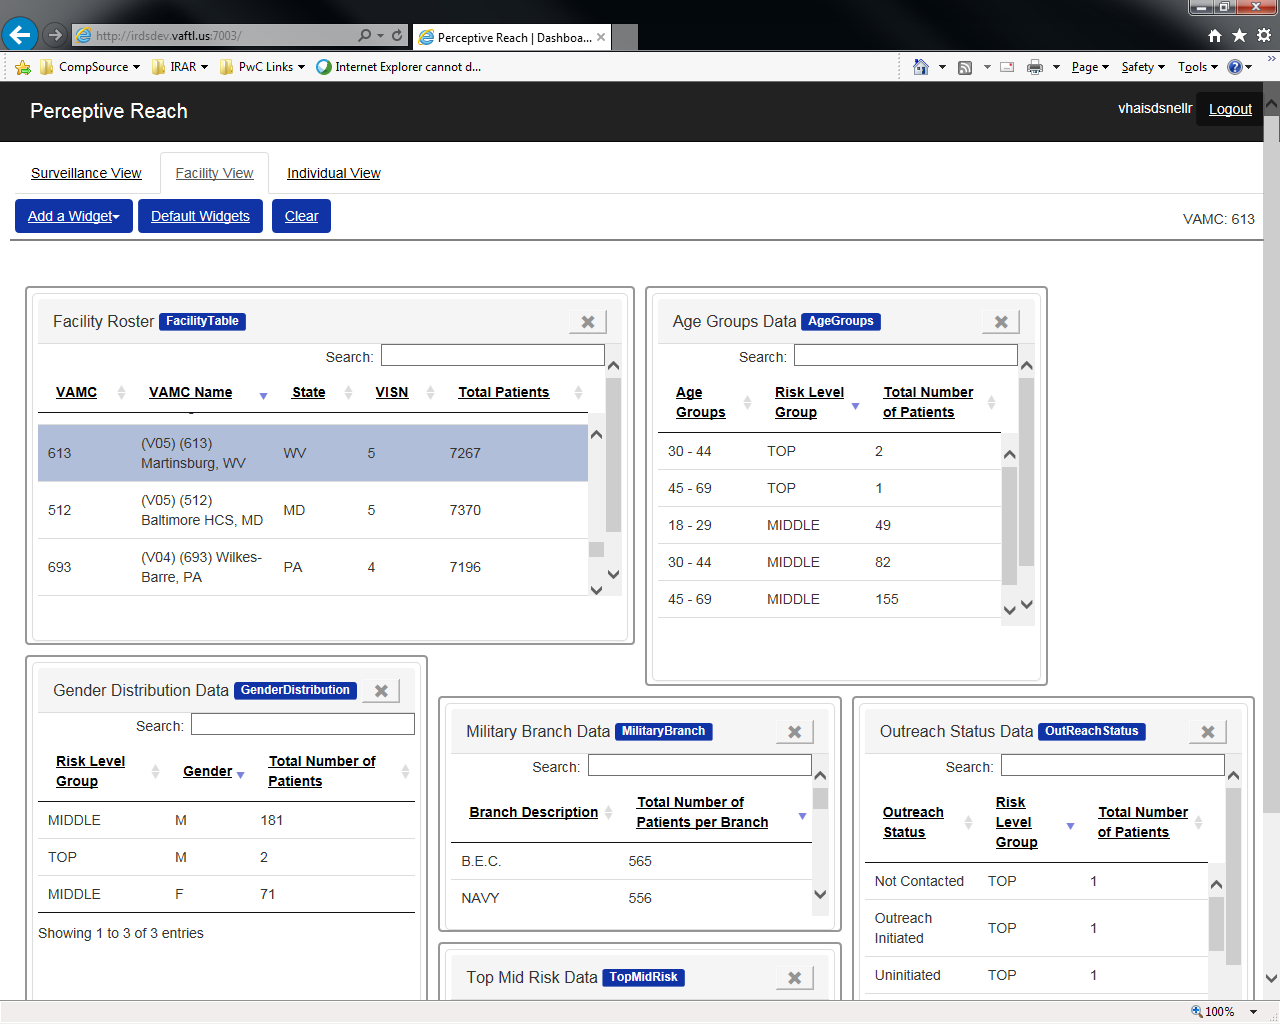 http://irdsdev.vaftl.us:7003/
Perceptive Reach | Dashboa...
CompSource
IRAR
PwC Links
Internet Explorer cannot d...
Page
Safety
Tools
Perceptive Reach
vhaisdsnellr
Logout
Surveillance View
Facility View
Individual View
Add a Widget
Default Widgets
Clear
VAMC: 613
Facility Roster FacilityTable
Search:
VAMC VAMC Name State VISN Total Patients
613 (V05) (613) Martinsburg, WV WV 5 7267
512 (V05) (512) Baltimore HCS, MD MD 5 7370
693 (V04) (693) Wilkes-Barre, PA PA 4 7196
Age Groups Data AgeGroups
Search:
Age Groups Risk Level Group Total Number of Patients
30 - 44 TOP 2
45 - 69 TOP 1
18 - 29 MIDDLE 49
30 - 44 MIDDLE 82
45 - 69 MIDDLE 155
Gender Distribution Data GenderDistribution
Search:
Risk Level Group Gender Total Number of Patients
MIDDLE M 181
TOP M 2
MIDDLE F 71
Showing 1 to 3 of 3 entries
Military Branch Data MilitaryBranch
Search:
Branch Description Total Number of Patients per Branch
B.E.C. 565
NAVY 556
Outreach Status Data OutReachStatus
Search:
Outreach Status Risk Level Group Total Number of Patients
Not Contacted TOP 1
Outreach Initiated TOP 1
Uninitiated TOP 1
Top Mid Risk Data TopMidRisk
100%